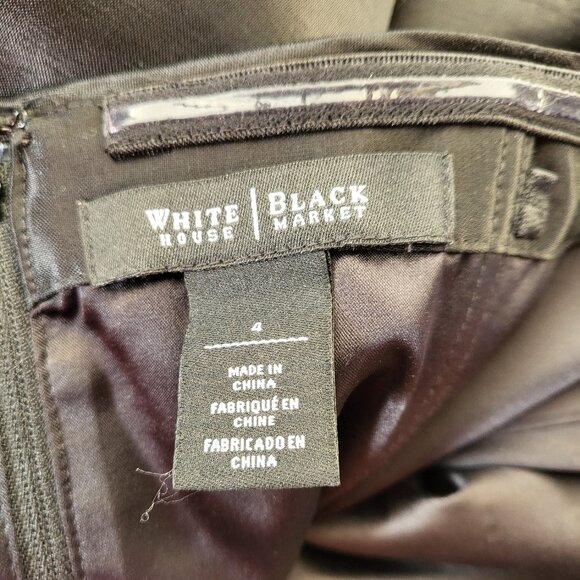 WHITE | BLACK
HOUSE | MARKET
4
MADE IN
CHINA
FABRIQUÉ EN
CHINE
FABRICADO EN
CHINA